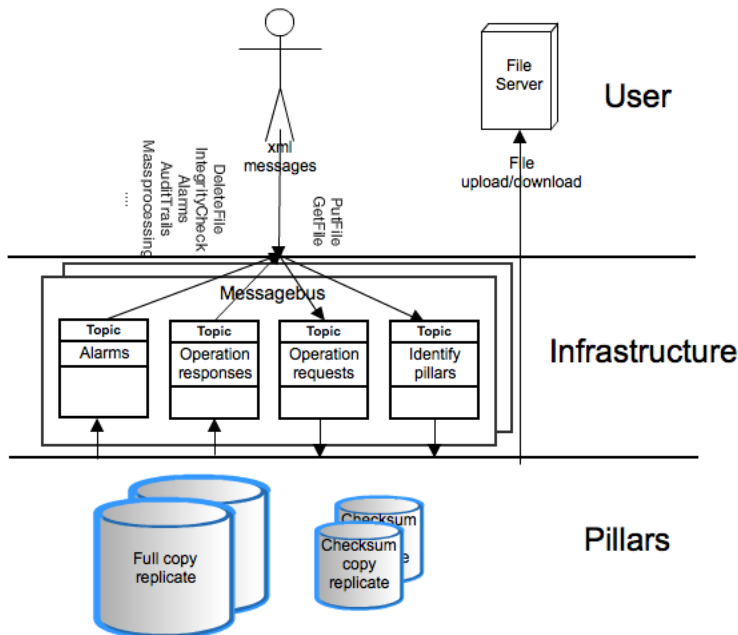 File
Server
User
xml
messages
File
upload/download
DeleteFile
IntegrityCheck
Alarms
AuditTrails
Massprocessing
....
PutFile
GetFile
Messagebus
Topic
Alarms
Topic
Operation
responses
Topic
Operation
requests
Topic
Identify
pillars
Infrastructure
Full copy
replicate
Checksum
Checksum
copy
replicate
Pillars